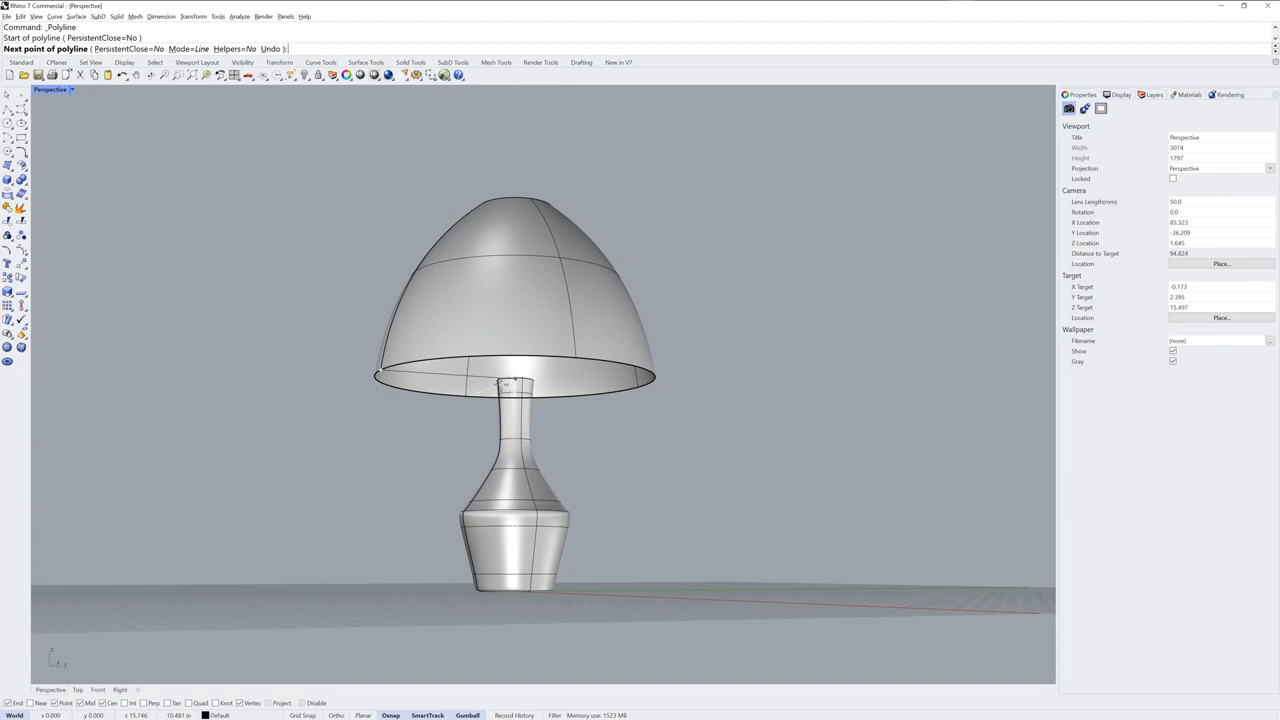 Rhino 7 Commercial - [Perspective]
File Edit View Curve Surface SubD Solid Mesh Dimension Transform Tools Analyze Render Panels Help
Command: _Polyline
Start of polyline ( PersistentClose=No )
Next point of polyline ( PersistentClose=No Mode=Line Helpers=No Undo ):
Standard CPlanes Set View Display Select Viewport Layout Visibility Transform Curve Tools Surface Tools Solid Tools SubD Tools Mesh Tools Render Tools Drafting New in V7
Perspective
Properties Display Layers Materials Rendering
Viewport
Title Perspective
Width 3074
Height 1797
Projection Perspective
Locked
Camera
Lens Length(mm) 50.0
Rotation 0.0
X Location 85.323
Y Location -36.209
Z Location 1.645
Distance to Target 94.824
Location Place...
Target
X Target -0.173
Y Target 2.395
Z Target 15.497
Location Place...
Wallpaper
Filename (none) ...
Show
Gray
z
x y
Perspective Top Front Right
End Near Point Mid Cen Int Perp Tan Quad Knot Vertex Project Disable
World x 0.000 y 0.000 z 15.746 10.481 in Default Grid Snap Ortho Planar Osnap SmartTrack Gumball Record History Filter Memory use: 1523 MB